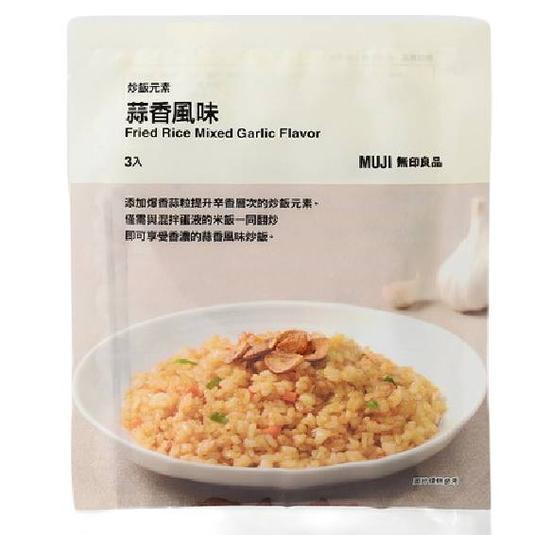 炒飯元素
蒜香風味
Fried Rice Mixed Garlic Flavor
3入
MUJI 無印良品
添加爆香蒜粒提升辛香層次的炒飯元素。
僅需與混拌蛋液的米飯一同翻炒
即可享受香濃的蒜香風味炒飯。